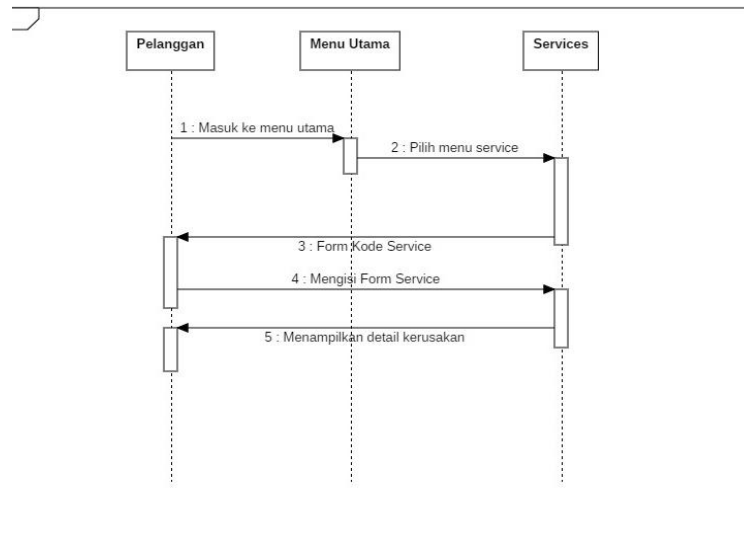 Pelanggan
Menu Utama
Services
1 : Masuk ke menu utama
2 : Pilih menu service
3 : Form Kode Service
4 : Mengisi Form Service
5 : Menampilkan detail kerusakan